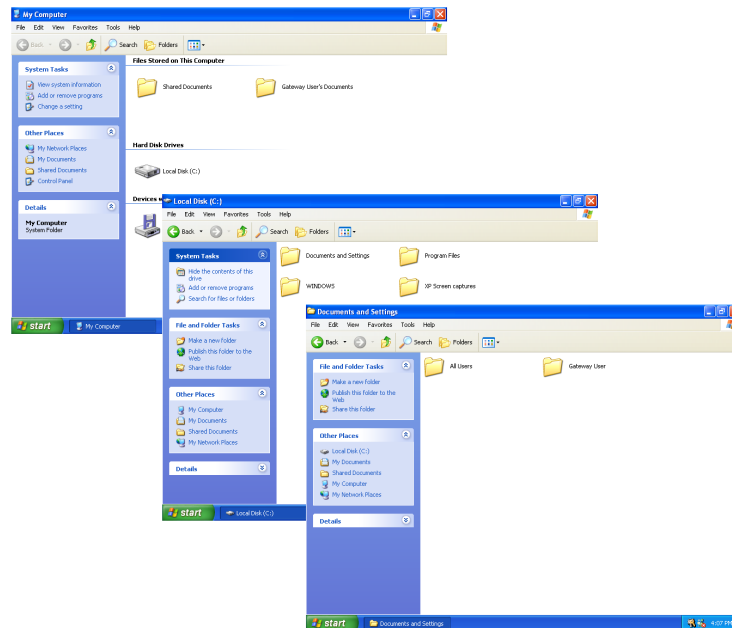 My Computer
File Edit View Favorites Tools Help
Back Search Folders
System Tasks
View system information
Add or remove programs
Change a setting
Other Places
My Network Places
My Documents
Shared Documents
Control Panel
Details
My Computer
System Folder
Files Stored on This Computer
Shared Documents Gateway User's Documents
Hard Disk Drives
Local Disk (C:)
Devices
start My Computer
Local Disk (C:)
File Edit View Favorites Tools Help
Back Search Folders
System Tasks
Hide the contents of this
drive
Add or remove programs
Search for files or folders
File and Folder Tasks
Make a new folder
Publish this folder to the
Web
Share this folder
Other Places
My Computer
My Documents
Shared Documents
My Network Places
Details
Documents and Settings Program Files
WINDOWS XP Screen captures
start Local Disk (C:)
Documents and Settings
File Edit View Favorites Tools Help
Back Search Folders
File and Folder Tasks
Make a new folder
Publish this folder to the
Web
Share this folder
Other Places
Local Disk (C:)
My Documents
Shared Documents
My Computer
My Network Places
Details
All Users Gateway User
start Documents and Settings 4:07 PM